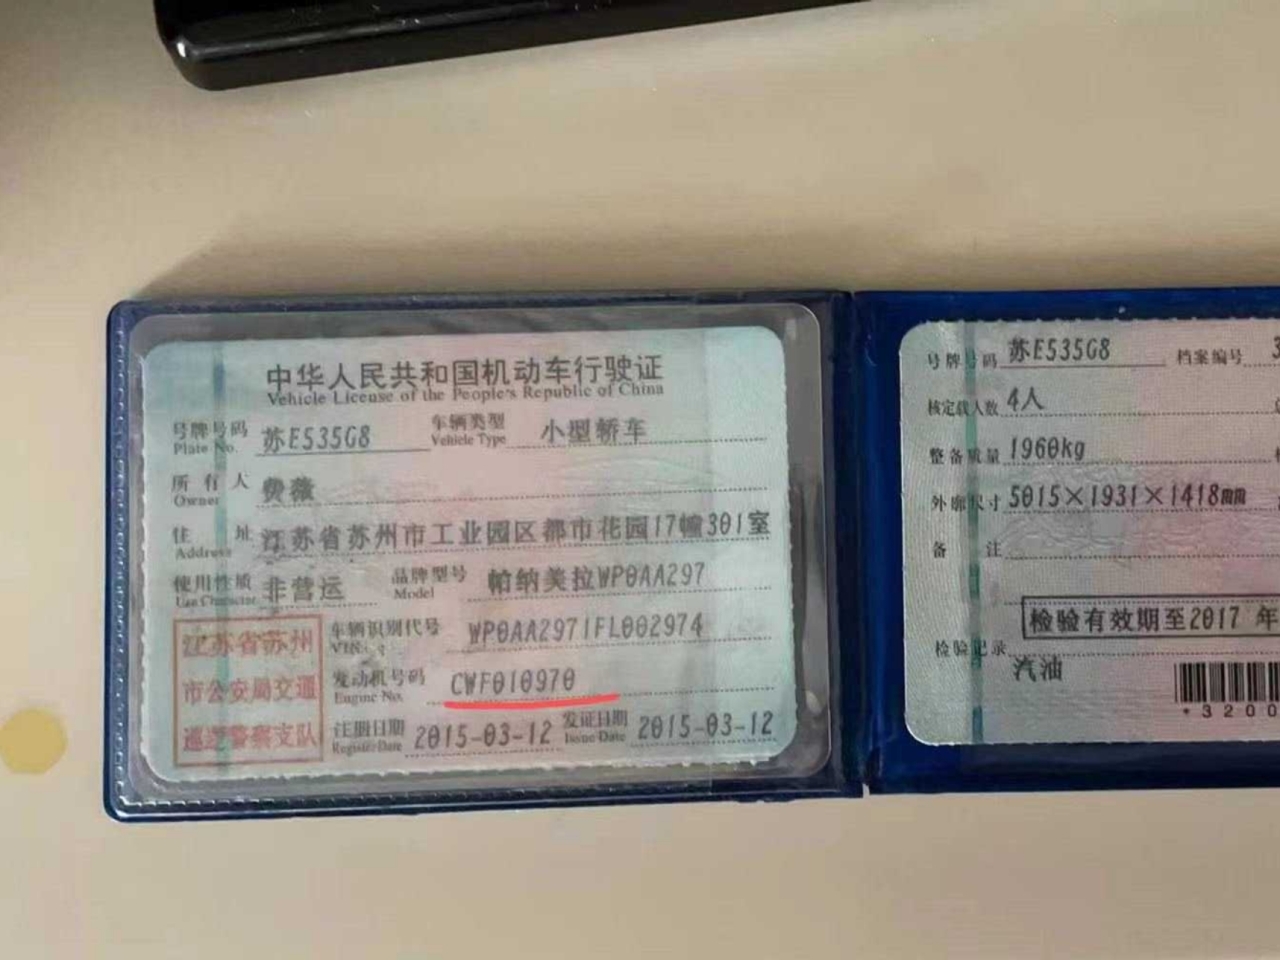 中华人民共和国机动车行驶证
Vehicle License of the People's Republic of China
号牌号码 苏E535G8 车辆类型 小型轿车
Plate No. Vehicle Type
所有人 费薇
Owner
住址 江苏省苏州市工业园区都市花园17幢301室
Address
使用性质 非营运 品牌型号 帕纳美拉WP0AA297
Use Character Model
江苏省苏州
市公安局交通
巡逻警察支队
车辆识别代号 WP0AA2971FL002974
VIN
发动机号码 CWF010970
Engine No.
注册日期 2015-03-12 发证日期 2015-03-12
Register Date Issue Date
号牌号码 苏E535G8 档案编号 3
核定载人数 4人
整备质量 1960kg
外廓尺寸 5015×1931×1418mm
备注
检验有效期至2017 年
检验记录
汽油
*3200